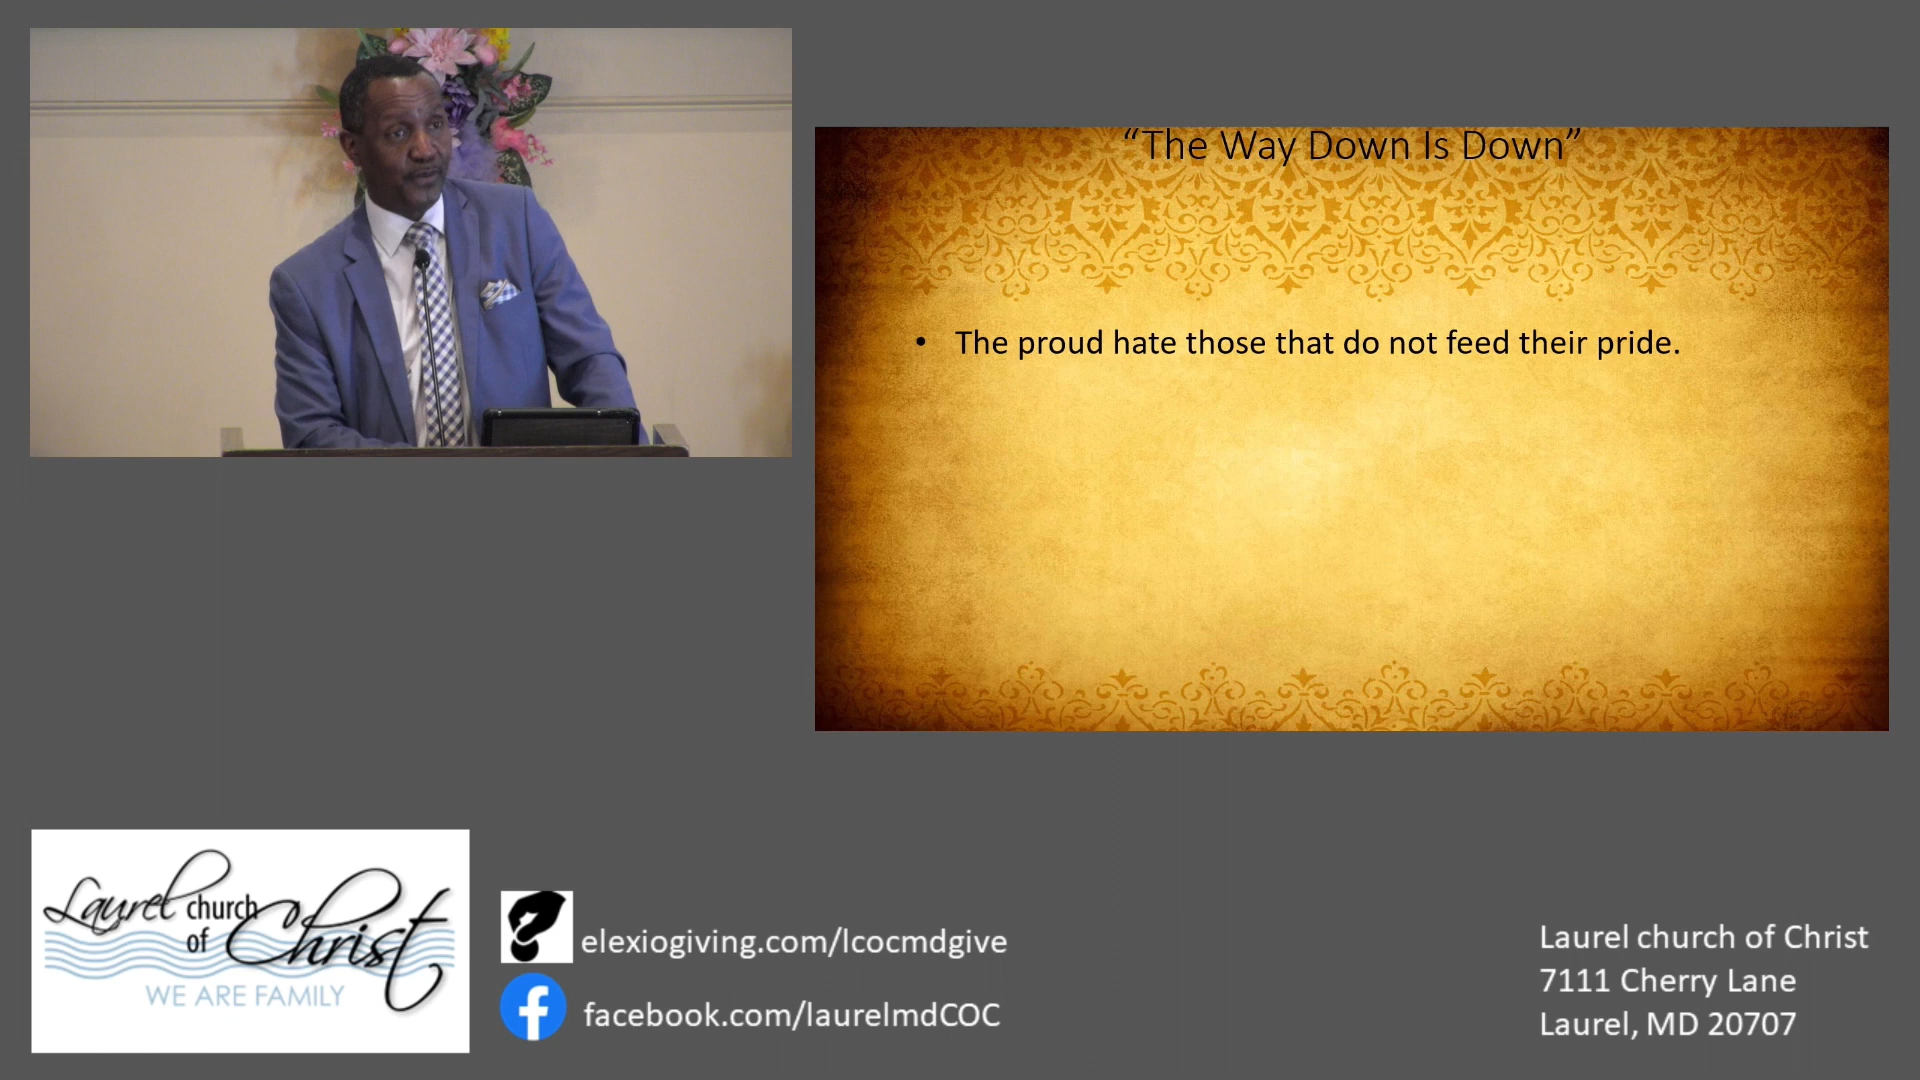 “The Way Down Is Down”
• The proud hate those that do not feed their pride.
Laurel church
of Christ
WE ARE FAMILY
elexiogiving.com/lcocmdgive
facebook.com/laurelmdCOC
Laurel church of Christ
7111 Cherry Lane
Laurel, MD 20707